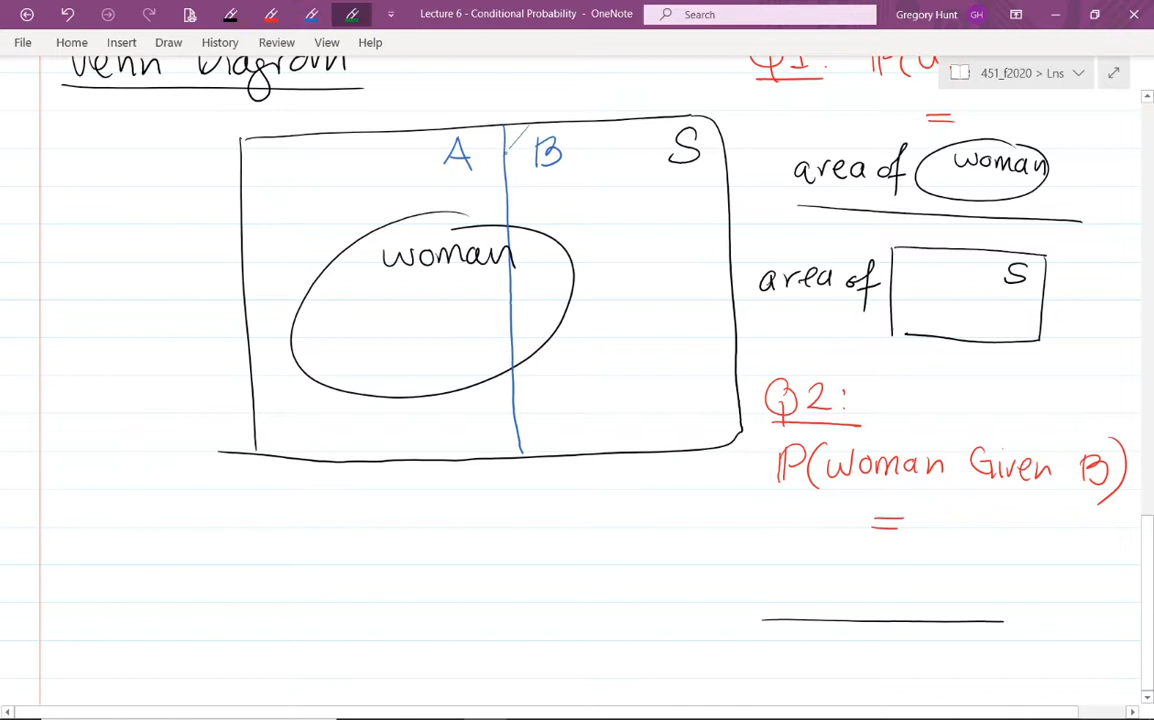 Lecture 6 - Conditional Probability - OneNote
Search
Gregory Hunt
GH
File Home Insert Draw History Review View Help
451_f2020 > Lns
Venn Diagram
Q1:
=
A B S
woman
area of woman
area of S
Q2:
P(Woman Given B)
=